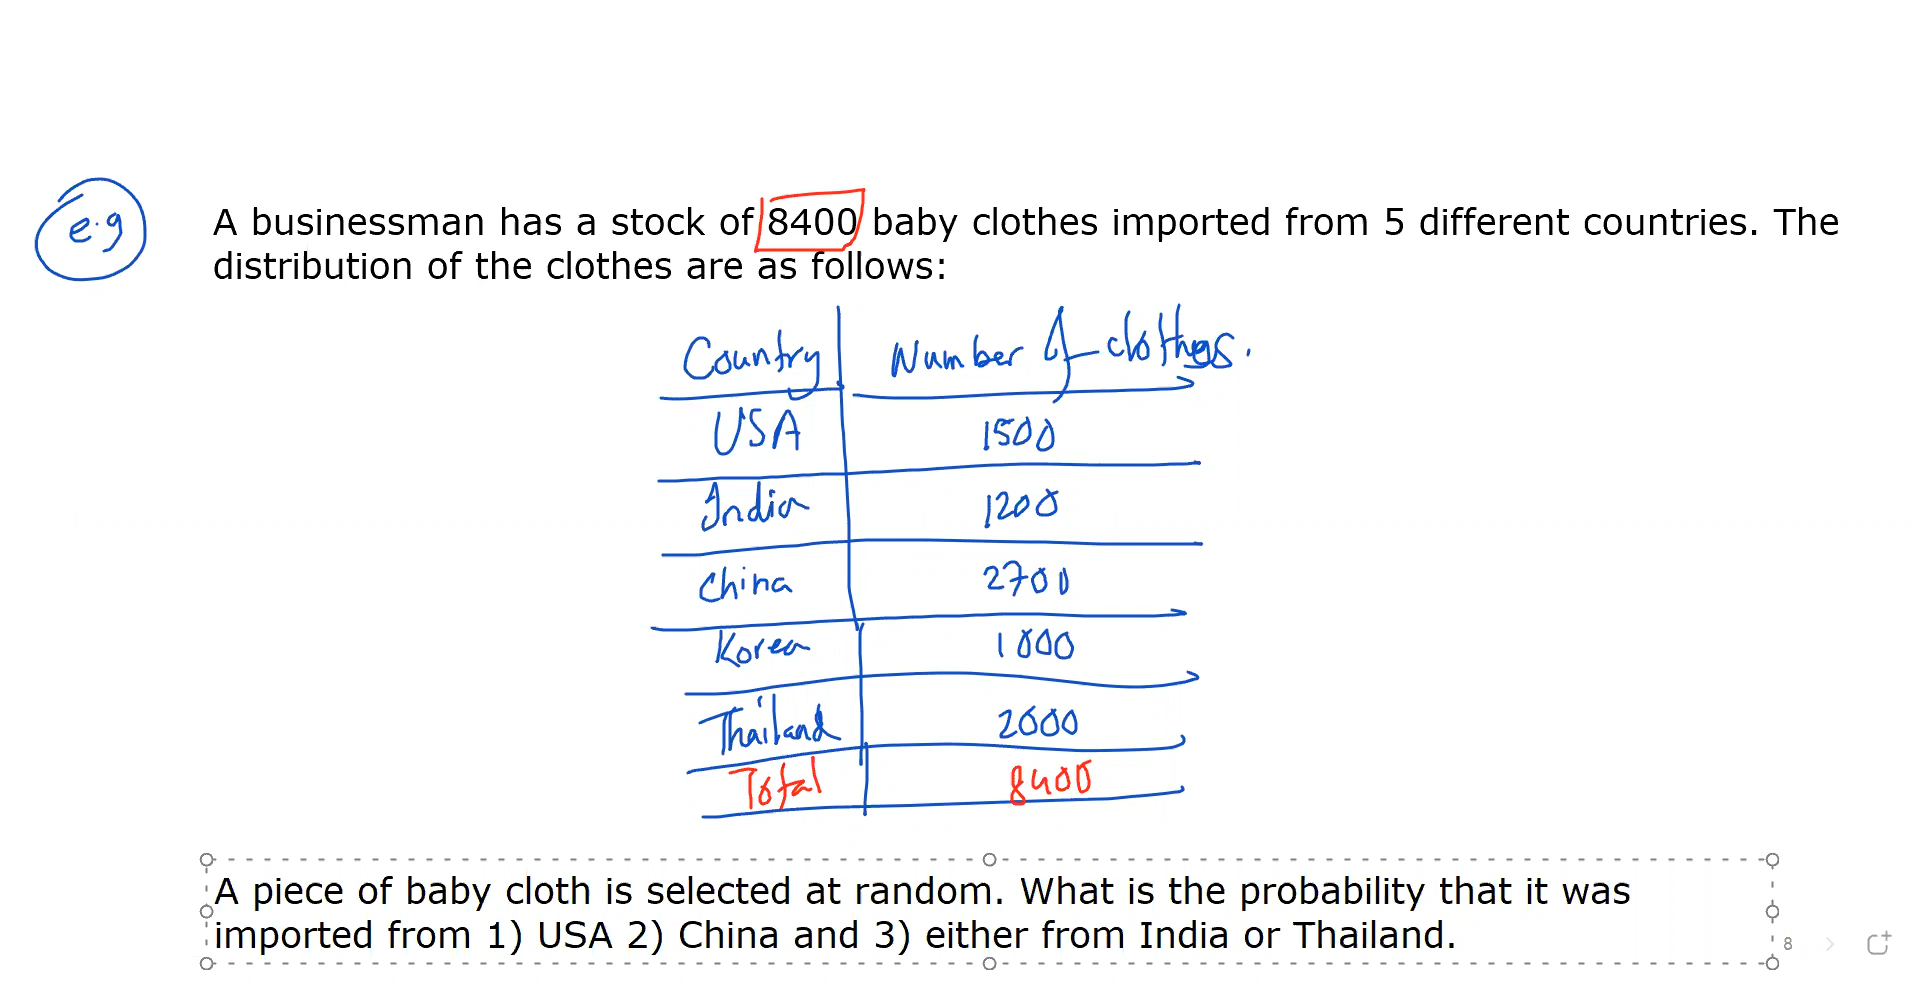 e.g
A businessman has a stock of 8400 baby clothes imported from 5 different countries. The
distribution of the clothes are as follows:
Country Number of clothes.
USA 1500
India 1200
China 2700
Korea 1000
Thailand 2000
Total 8400
A piece of baby cloth is selected at random. What is the probability that it was
imported from 1) USA 2) China and 3) either from India or Thailand.
8